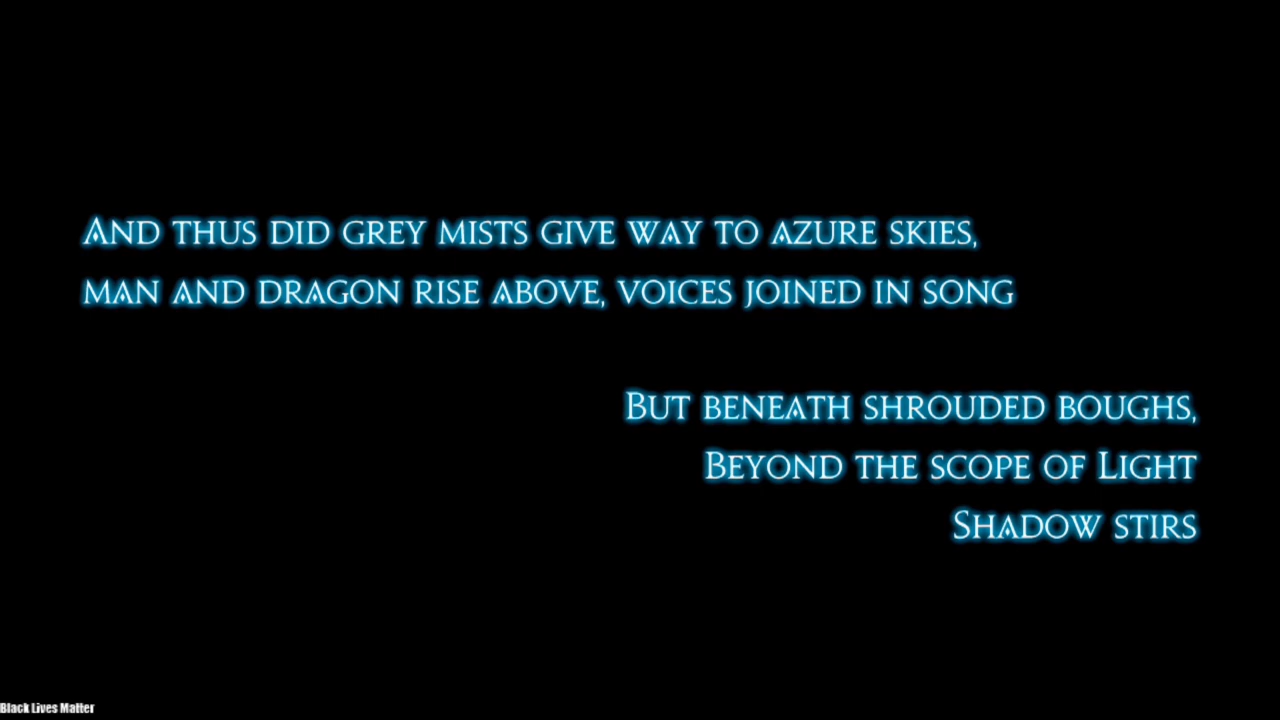 And thus did grey mists give way to azure skies,
man and dragon rise above, voices joined in song
But beneath shrouded boughs,
Beyond the scope of Light
Shadow stirs
Black Lives Matter